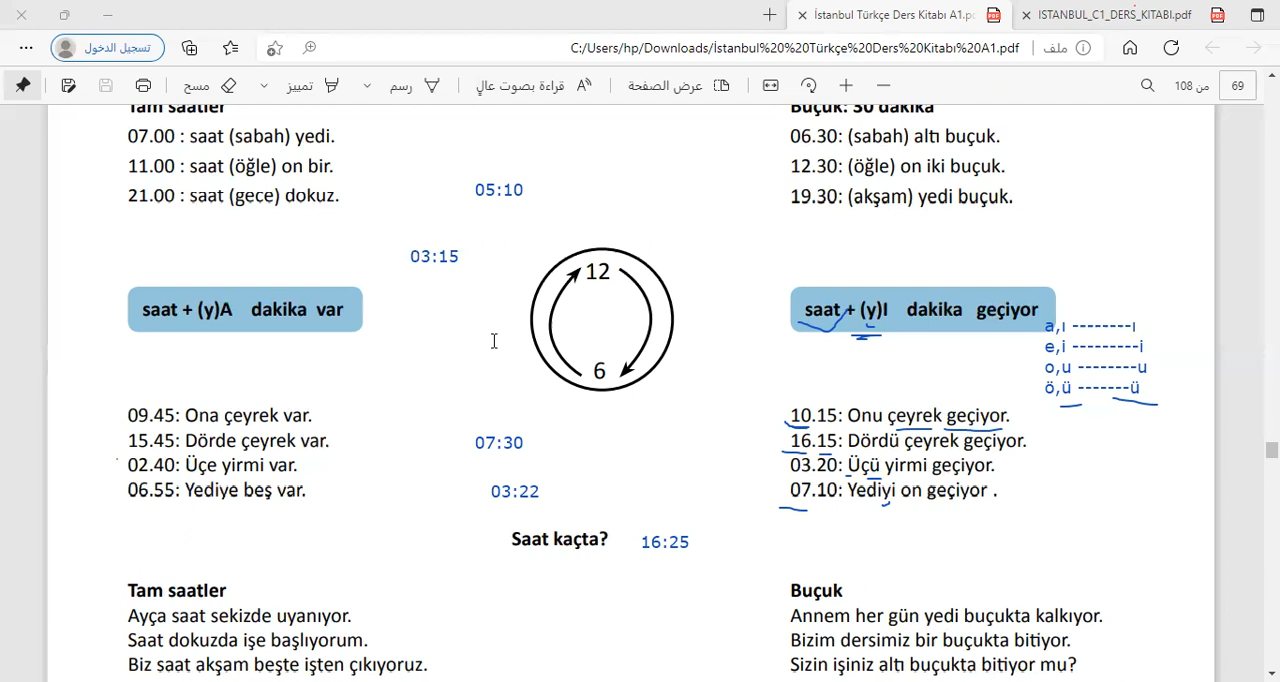 İstanbul Türkçe Ders Kitabı A1.pc
ISTANBUL_C1_DERS_KITABI.pdf
تسجيل الدخول
C:/Users/hp/Downloads/İstanbul%20%20Türkçe%20Ders%20Kitabı%20A1.pdf
ملف
مسح
تمييز
رسم
قراءة بصوت عالٍ
عرض الصفحة
من 108
69
Tam saatler
07.00 : saat (sabah) yedi.
11.00 : saat (öğle) on bir.
21.00 : saat (gece) dokuz.
Buçuk: 30 dakika
06.30: (sabah) altı buçuk.
12.30: (öğle) on iki buçuk.
19.30: (akşam) yedi buçuk.
05:10
03:15
12
6
saat + (y)A dakika var
saat + (y)I dakika geçiyor
a,ı --------ı
e,i ---------i
o,u --------u
ö,ü -------ü
09.45: Ona çeyrek var.
15.45: Dörde çeyrek var.
02.40: Üçe yirmi var.
06.55: Yediye beş var.
07:30
03:22
10.15: Onu çeyrek geçiyor.
16.15: Dördü çeyrek geçiyor.
03.20: Üçü yirmi geçiyor.
07.10: Yediyi on geçiyor .
Saat kaçta?
16:25
Tam saatler
Ayça saat sekizde uyanıyor.
Saat dokuzda işe başlıyorum.
Biz saat akşam beşte işten çıkıyoruz.
Buçuk
Annem her gün yedi buçukta kalkıyor.
Bizim dersimiz bir buçukta bitiyor.
Sizin işiniz altı buçukta bitiyor mu?